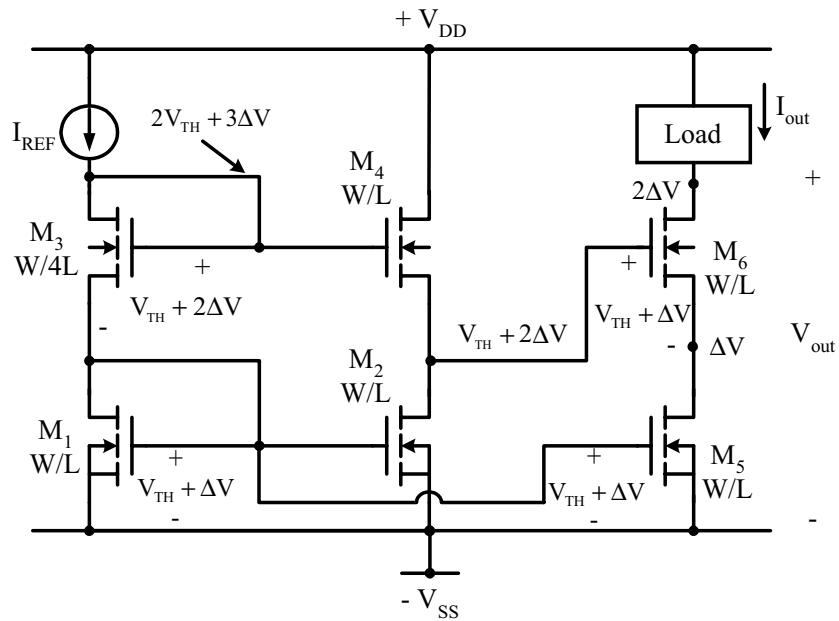 + V_DD
I_REF
2V_TH + 3ΔV
M_4
W/L
Load
I_out
+
2ΔV
M_3
W/4L
+
V_TH + 2ΔV
-
+
M_6
W/L
V_TH + ΔV
-
V_TH + 2ΔV
ΔV
V_out
M_2
W/L
M_1
W/L
+
V_TH + ΔV
-
+
V_TH + ΔV
-
M_5
W/L
-
- V_SS